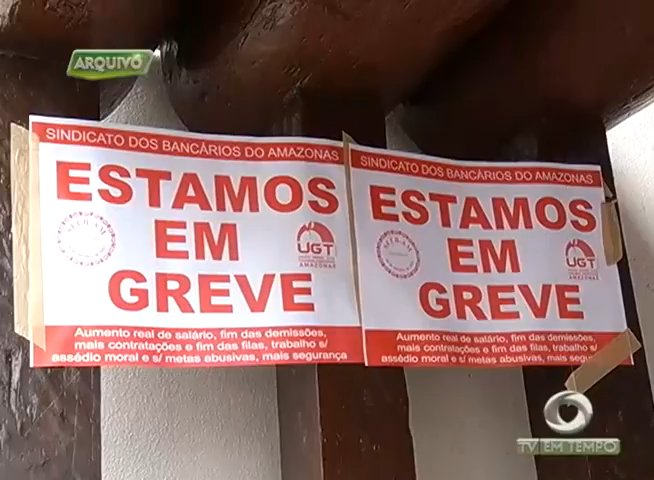 ARQUIVO
SINDICATO DOS BANCÁRIOS DO AMAZONAS
ESTAMOS
EM
GREVE
UGT
AMAZONAS
Aumento real de salário, fim das demissões,
mais contratações e fim das filas, trabalho s/
assédio moral e s/ metas abusivas, mais segurança
SINDICATO DOS BANCÁRIOS DO AMAZONAS
ESTAMOS
EM
GREVE
UGT
AMAZONAS
Aumento real de salário, fim das demissões,
mais contratações e fim das filas, trabalho s/
assédio moral e s/ metas abusivas, mais segur
TV EM TEMPO